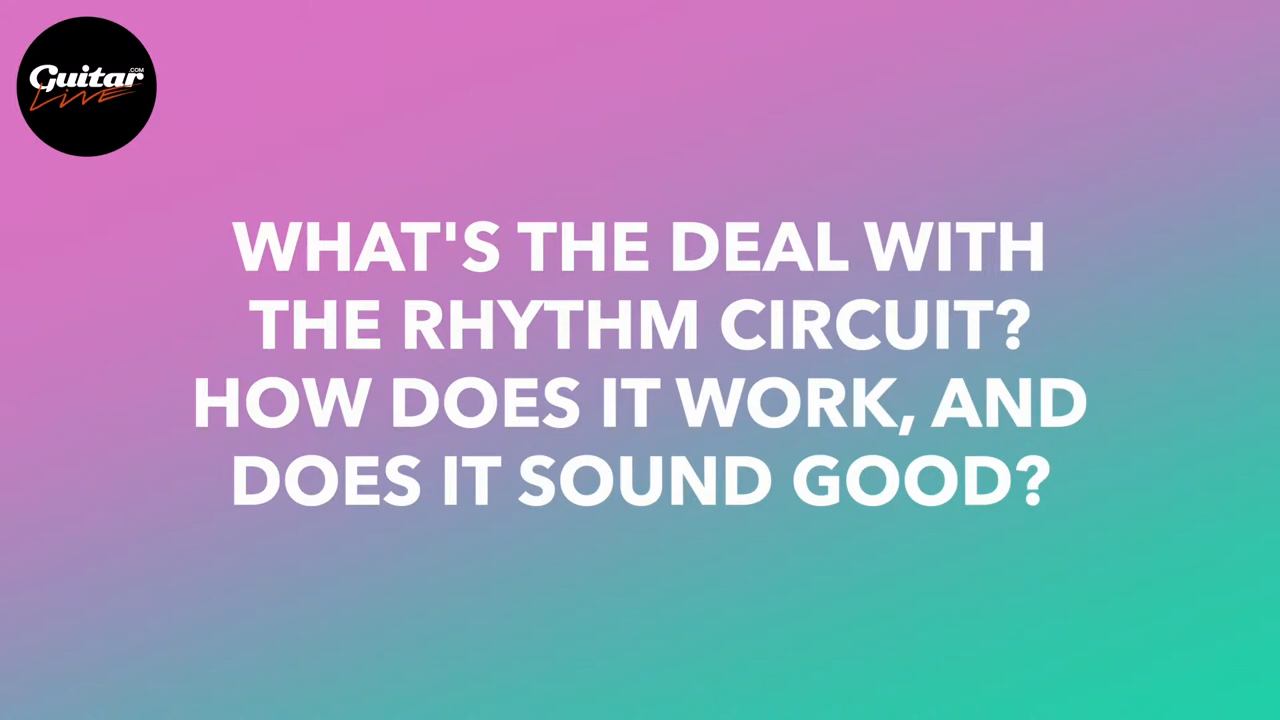 Guitar.COM
LIVE
WHAT'S THE DEAL WITH
THE RHYTHM CIRCUIT?
HOW DOES IT WORK, AND
DOES IT SOUND GOOD?